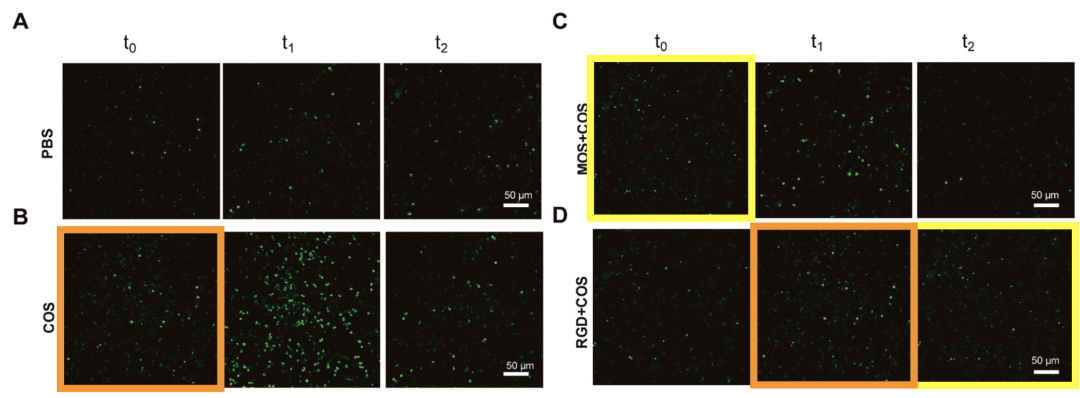 A
t0 t1 t2
PBS
50 µm
B
COS
50 µm
C
t0 t1 t2
MOS+COS
50 µm
D
RGD+COS
50 µm